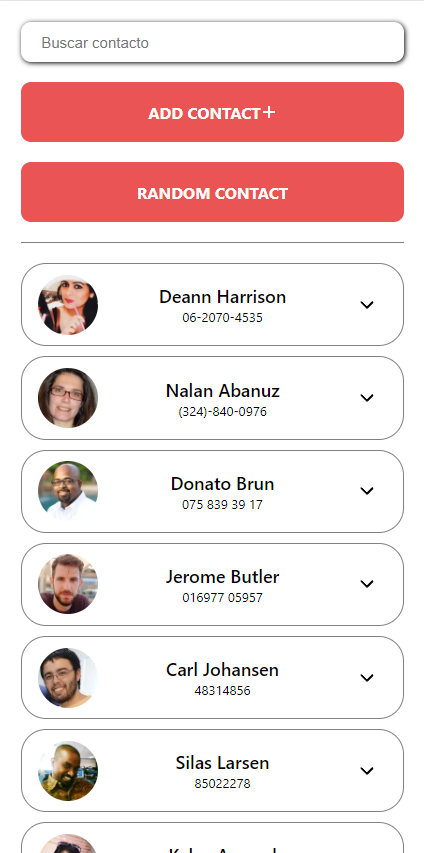 Buscar contacto
ADD CONTACT+
RANDOM CONTACT
Deann Harrison
06-2070-4535
Nalan Abanuz
(324)-840-0976
Donato Brun
075 839 39 17
Jerome Butler
016977 05957
Carl Johansen
48314856
Silas Larsen
85022278